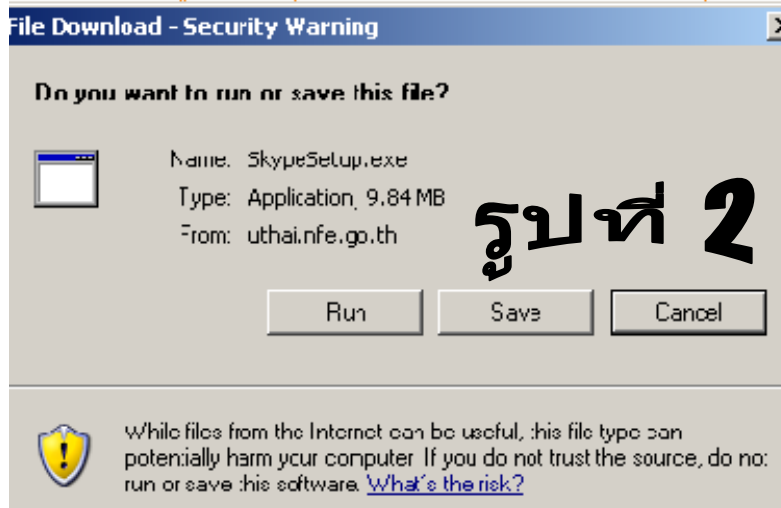 File Download - Security Warning
Do you want to run or save this file?
Name: SkypeSetup.exe
Type: Application, 9.84 MB
From: uthai.nfe.go.th
รูปที่ 2
Run Save Cancel
While files from the Internet can be useful, this file type can
potentially harm your computer. If you do not trust the source, do not
run or save this software. What's the risk?